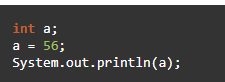 int a;
a = 56;
System.out.println(a);